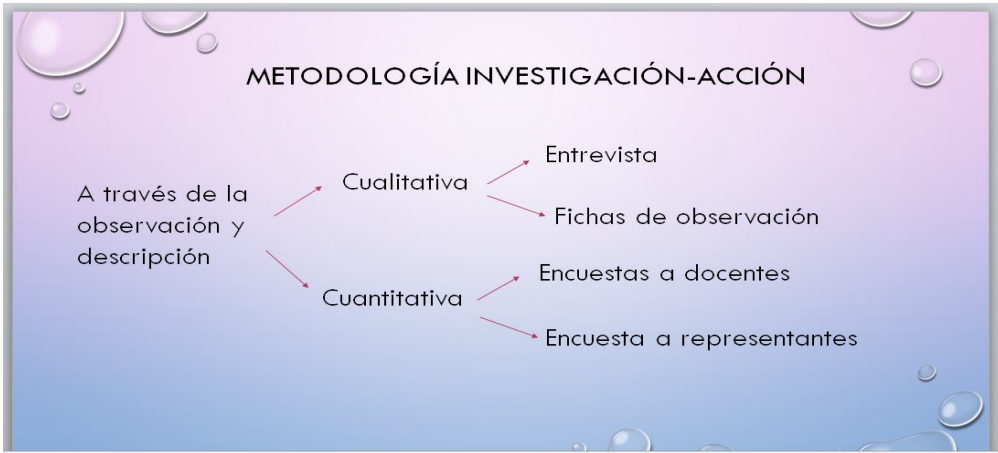 METODOLOGÍA INVESTIGACIÓN-ACCIÓN
A través de la
observación y
descripción
Cualitativa
Entrevista
Fichas de observación
Cuantitativa
Encuestas a docentes
Encuesta a representantes